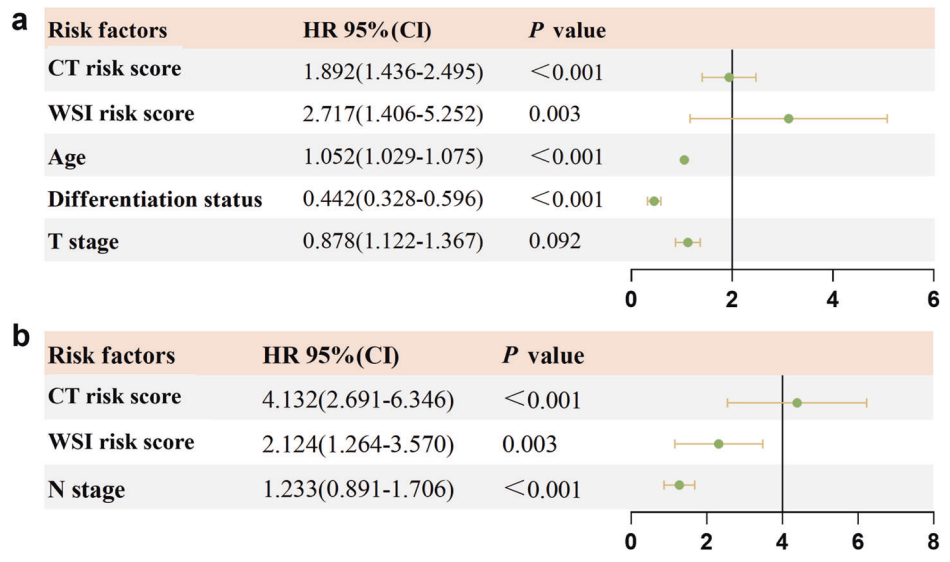 a
Risk factors HR 95%(CI) P value
CT risk score 1.892(1.436-2.495) <0.001
WSI risk score 2.717(1.406-5.252) 0.003
Age 1.052(1.029-1.075) <0.001
Differentiation status 0.442(0.328-0.596) <0.001
T stage 0.878(1.122-1.367) 0.092
0 2 4 6
b
Risk factors HR 95%(CI) P value
CT risk score 4.132(2.691-6.346) <0.001
WSI risk score 2.124(1.264-3.570) 0.003
N stage 1.233(0.891-1.706) <0.001
0 2 4 6 8